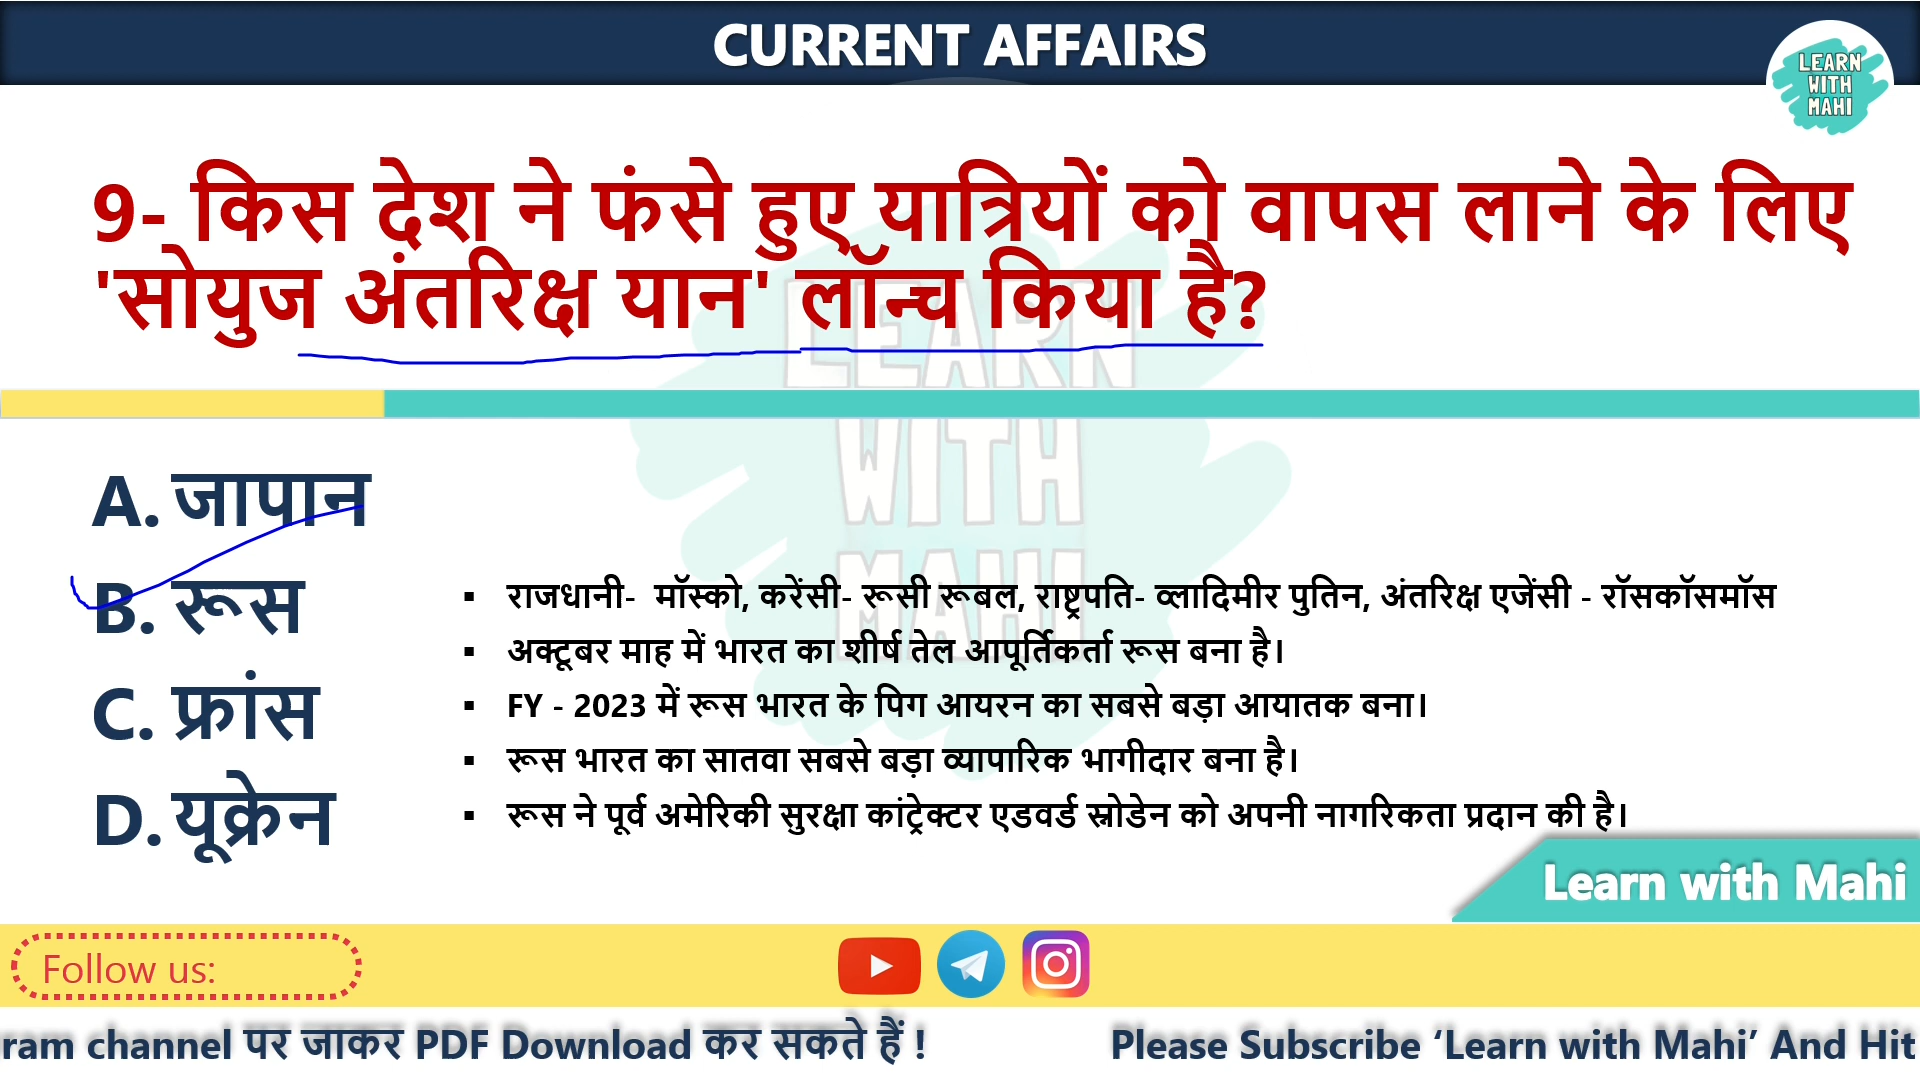 CURRENT AFFAIRS
LEARN
WITH
MAHI
9- किस देश ने फंसे हुए यात्रियों को वापस लाने के लिए
'सोयुज अंतरिक्ष यान' लॉन्च किया है?
LEARN
WITH
MAHI
A. जापान
B. रूस
C. फ्रांस
D. यूक्रेन
▪ राजधानी- मॉस्को, करेंसी- रूसी रूबल, राष्ट्रपति- व्लादिमीर पुतिन, अंतरिक्ष एजेंसी - रॉसकॉसमॉस
▪ अक्टूबर माह में भारत का शीर्ष तेल आपूर्तिकर्ता रूस बना है।
▪ FY - 2023 में रूस भारत के पिग आयरन का सबसे बड़ा आयातक बना।
▪ रूस भारत का सातवा सबसे बड़ा व्यापारिक भागीदार बना है।
▪ रूस ने पूर्व अमेरिकी सुरक्षा कांट्रेक्टर एडवर्ड स्नोडेन को अपनी नागरिकता प्रदान की है।
Learn with Mahi
Follow us:
ram channel पर जाकर PDF Download कर सकते हैं ! Please Subscribe ‘Learn with Mahi’ And Hit